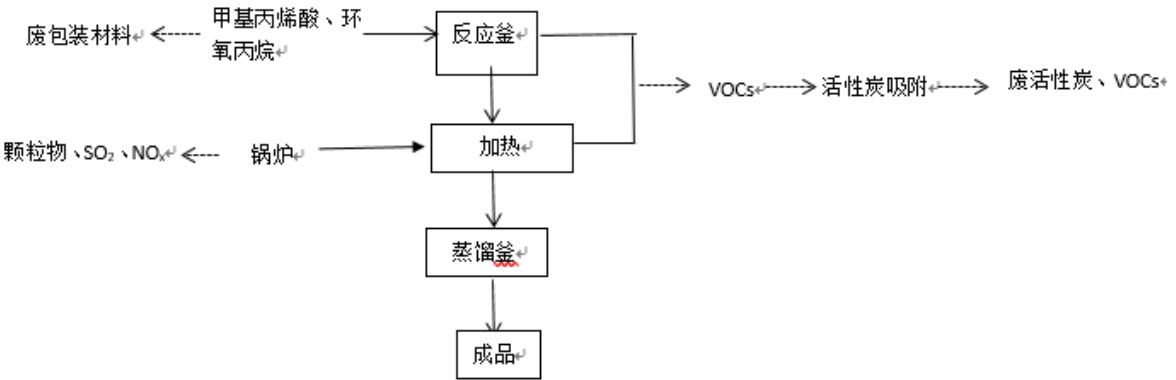 甲基丙烯酸、环
氧丙烷
废包装材料
反应釜
VOCs
活性炭吸附
废活性炭、VOCs
颗粒物、SO₂、NOₓ
锅炉
加热
蒸馏釜
成品